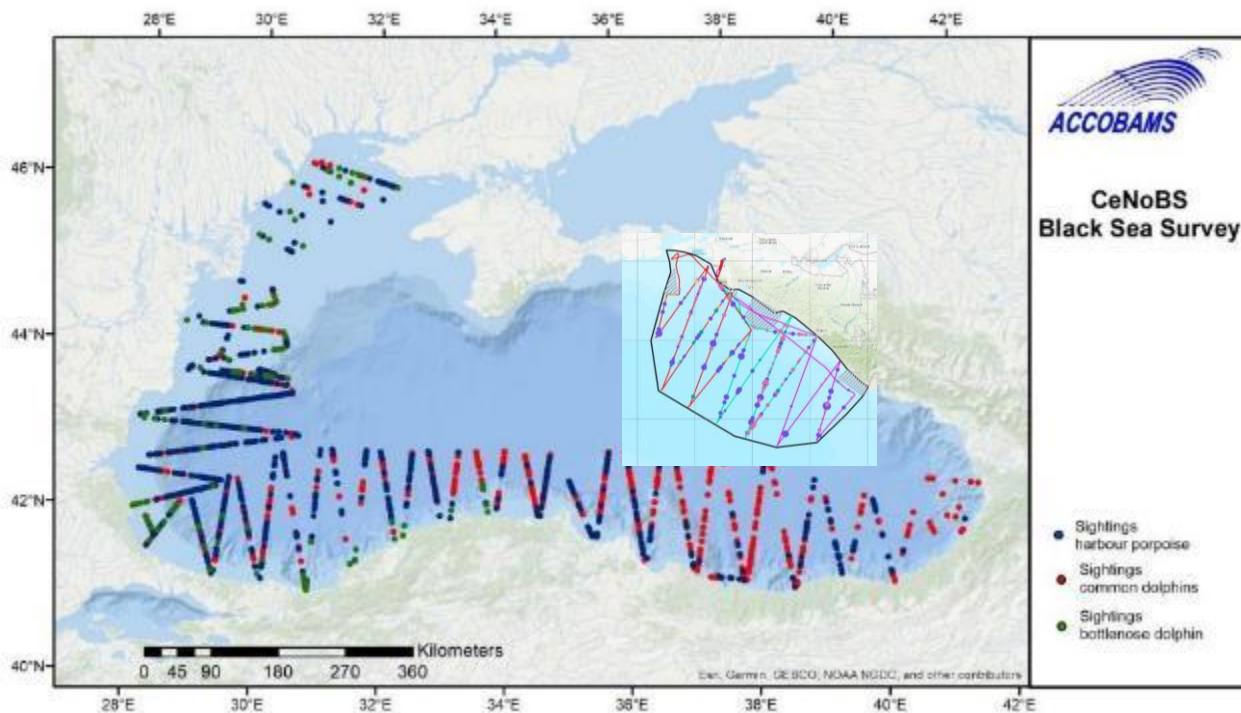 28°E 30°E 32°E 34°E 36°E 38°E 40°E 42°E
46°N
44°N
42°N
40°N
Kilometers
0 45 90 180 270 360
Esri, Garmin, GEBCO, NOAA NGDC, and other contributors
28°E 30°E 32°E 34°E 36°E 38°E 40°E 42°E
ACCOBAMS
CeNoBS
Black Sea Survey
Sightings
harbour porpoise
Sightings
common dolphins
Sightings
bottlenose dolphin